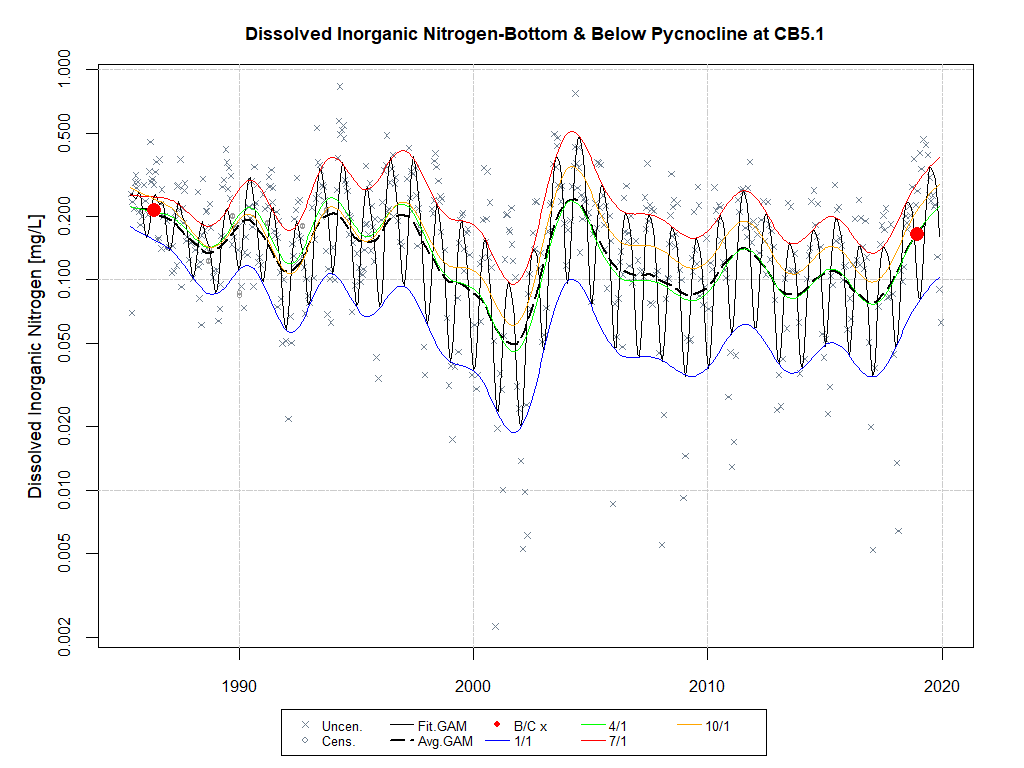 Dissolved Inorganic Nitrogen-Bottom & Below Pycnocline at CB5.1
Dissolved Inorganic Nitrogen [mg/L]
1.000
0.500
0.200
0.100
0.050
0.020
0.010
0.005
0.002
1990 2000 2010 2020
Uncen. Fit.GAM B/C x 4/1 10/1
Cens. Avg.GAM 1/1 7/1